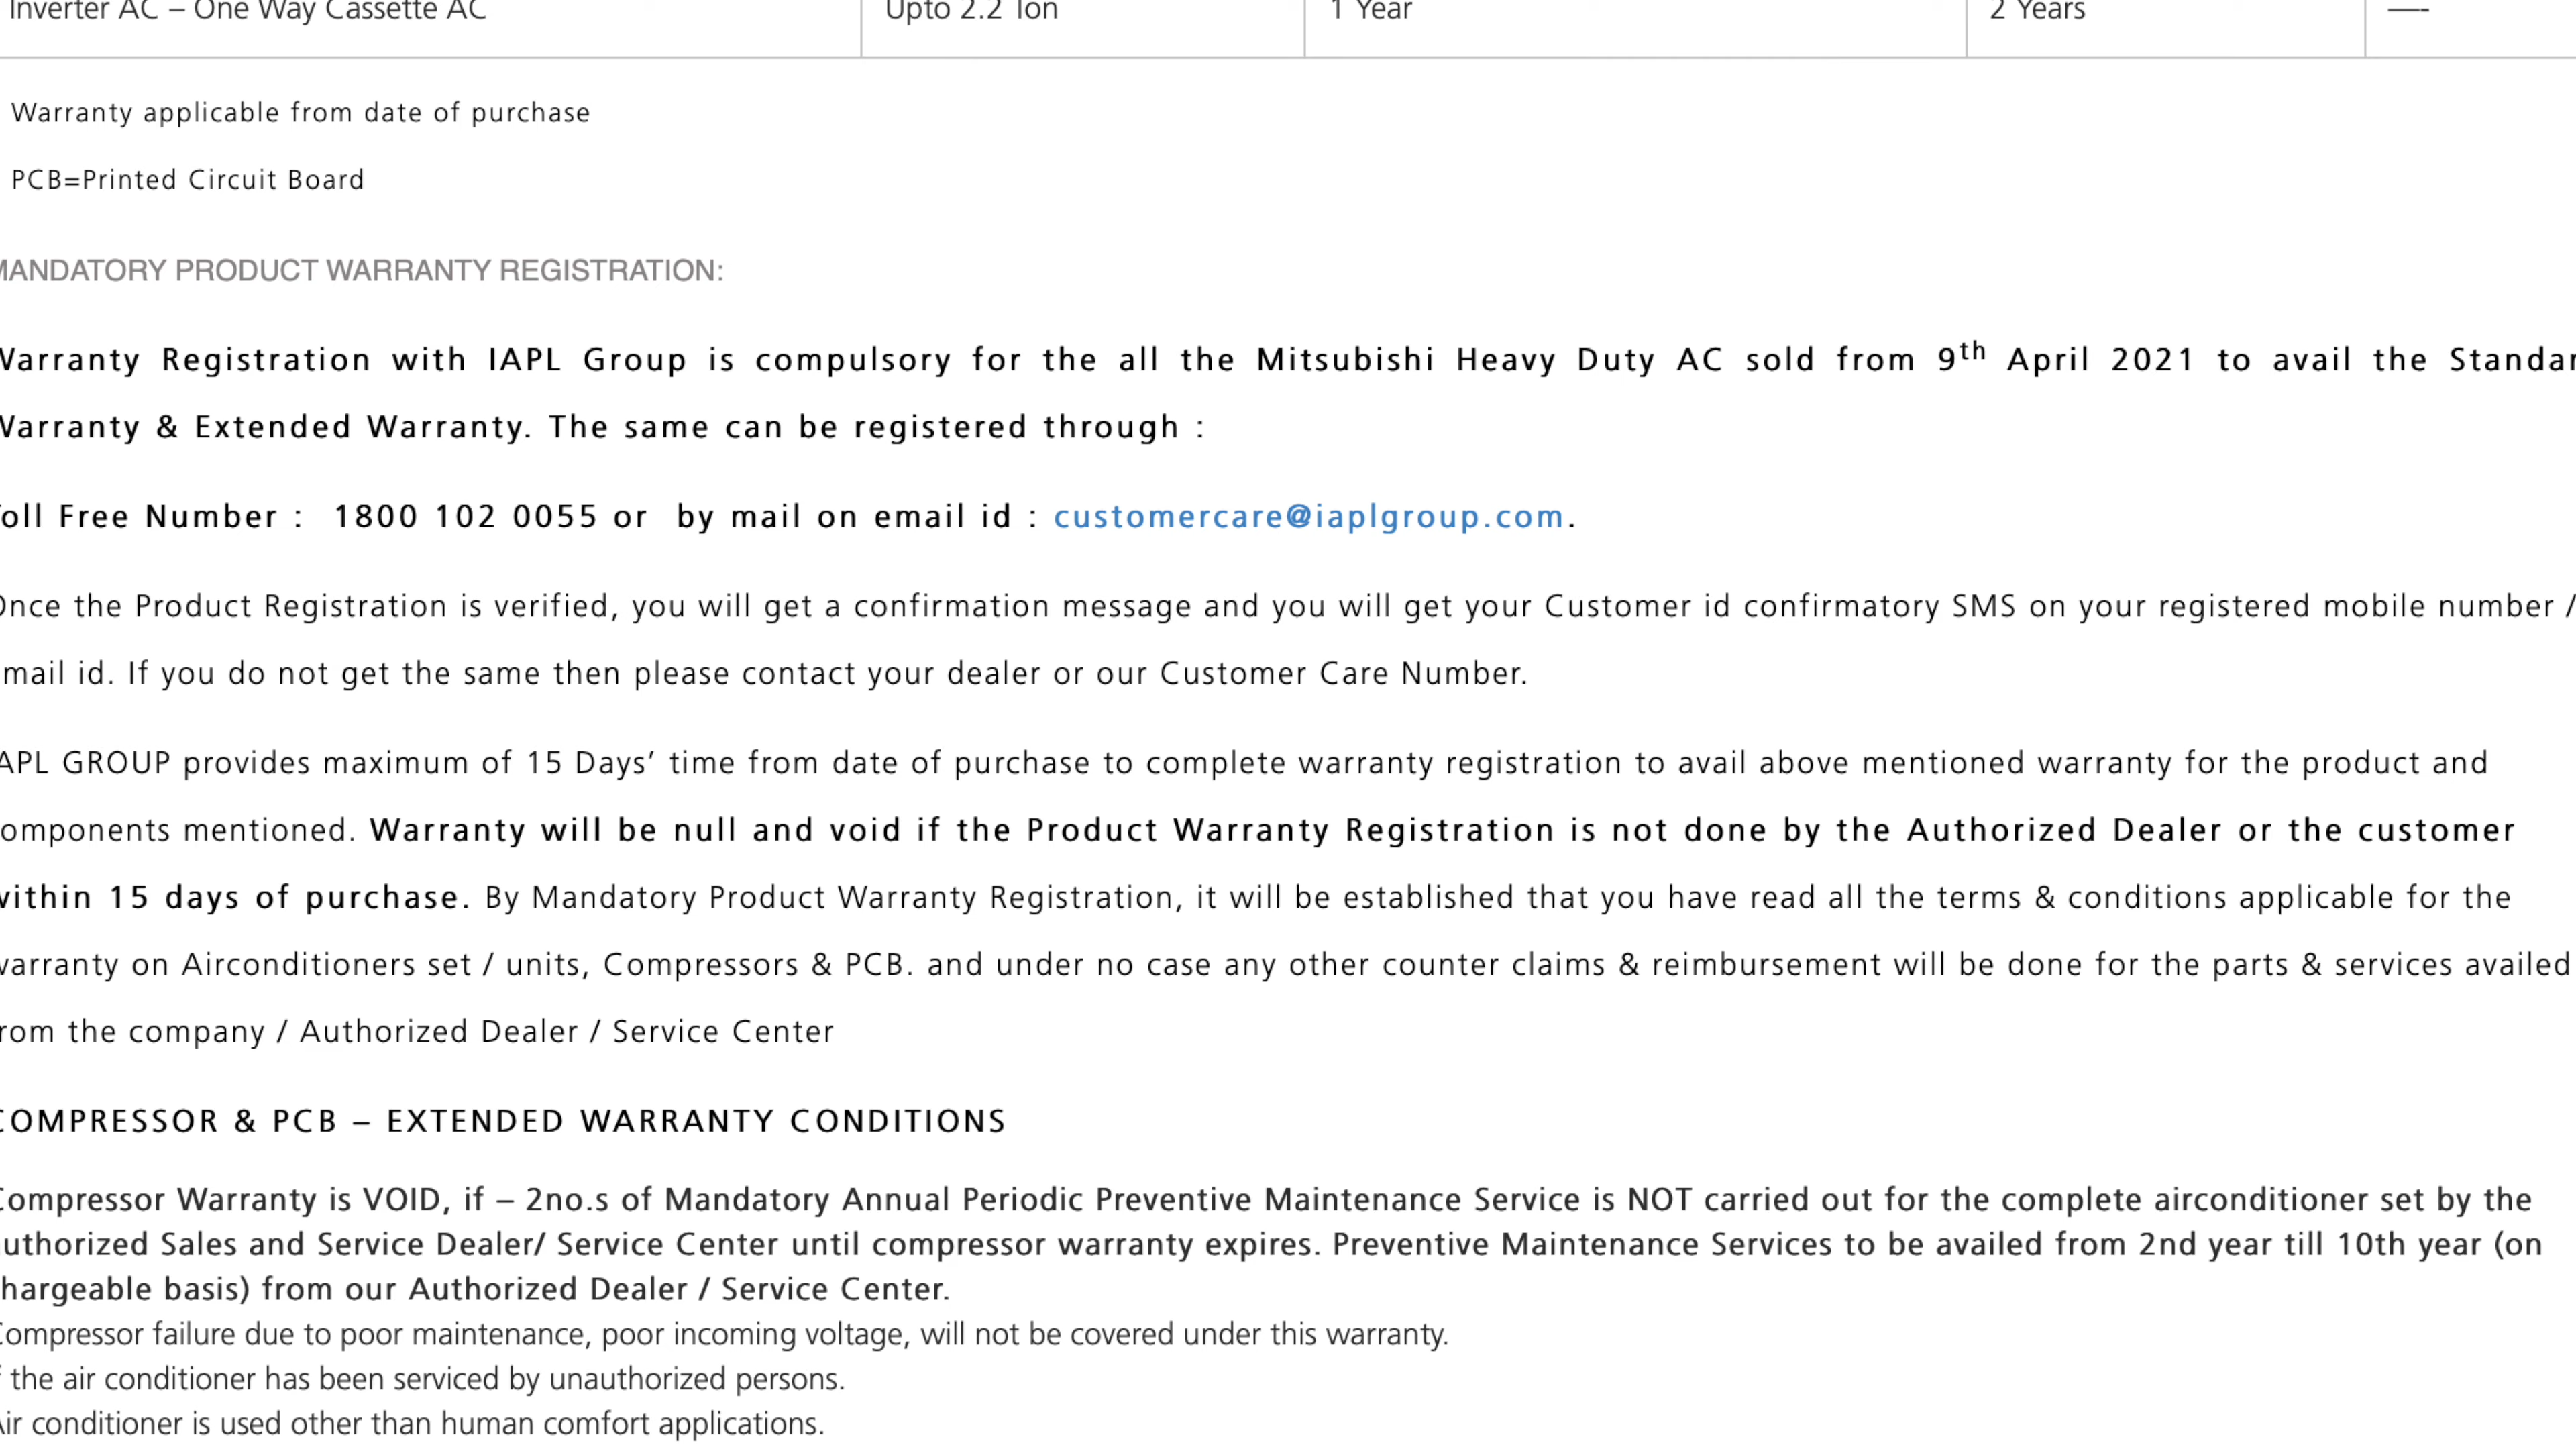 Inverter AC – One Way Cassette AC Upto 2.2 Ton 1 Year 2 Years —-
Warranty applicable from date of purchase
PCB=Printed Circuit Board
MANDATORY PRODUCT WARRANTY REGISTRATION:
Warranty Registration with IAPL Group is compulsory for the all the Mitsubishi Heavy Duty AC sold from 9th April 2021 to avail the Standar
Warranty & Extended Warranty. The same can be registered through :
oll Free Number : 1800 102 0055 or by mail on email id : customercare@iaplgroup.com.
Once the Product Registration is verified, you will get a confirmation message and you will get your Customer id confirmatory SMS on your registered mobile number /
mail id. If you do not get the same then please contact your dealer or our Customer Care Number.
APL GROUP provides maximum of 15 Days’ time from date of purchase to complete warranty registration to avail above mentioned warranty for the product and
omponents mentioned. Warranty will be null and void if the Product Warranty Registration is not done by the Authorized Dealer or the customer
within 15 days of purchase. By Mandatory Product Warranty Registration, it will be established that you have read all the terms & conditions applicable for the
warranty on Airconditioners set / units, Compressors & PCB. and under no case any other counter claims & reimbursement will be done for the parts & services availed
rom the company / Authorized Dealer / Service Center
COMPRESSOR & PCB – EXTENDED WARRANTY CONDITIONS
Compressor Warranty is VOID, if – 2no.s of Mandatory Annual Periodic Preventive Maintenance Service is NOT carried out for the complete airconditioner set by the
uthorized Sales and Service Dealer/ Service Center until compressor warranty expires. Preventive Maintenance Services to be availed from 2nd year till 10th year (on
hargeable basis) from our Authorized Dealer / Service Center.
Compressor failure due to poor maintenance, poor incoming voltage, will not be covered under this warranty.
f the air conditioner has been serviced by unauthorized persons.
Air conditioner is used other than human comfort applications.